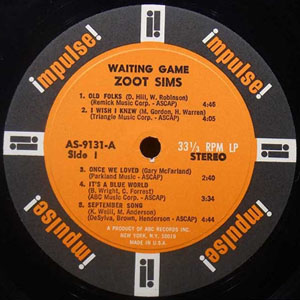 impulse!
WAITING GAME
ZOOT SIMS
1. OLD FOLKS (D. Hill, W. Robinson)
(Remick Music Corp. - ASCAP) 4:46
2. I WISH I KNEW (M. Gordon, H. Warren)
(Triangle Music Corp. - ASCAP)
AS-9131-A
Side 1
33 1/3 RPM LP
STEREO
3. ONCE WE LOVED (Gary McFarland)
(Parkland Music - ASCAP) 2:40
4. IT'S A BLUE WORLD
(B. Wright, C. Forrest)
(ABC Music Corp. - ASCAP) 3:34
5. SEPTEMBER SONG
(K. Weill, M. Anderson)
(DeSylva, Brown, Henderson - ASCAP) 4:44
A PRODUCT OF ABC RECORDS INC.
NEW YORK, N.Y. 10019
MADE IN U.S.A.
impulse!
impulse!
impulse!
i!
i!
i!
i!